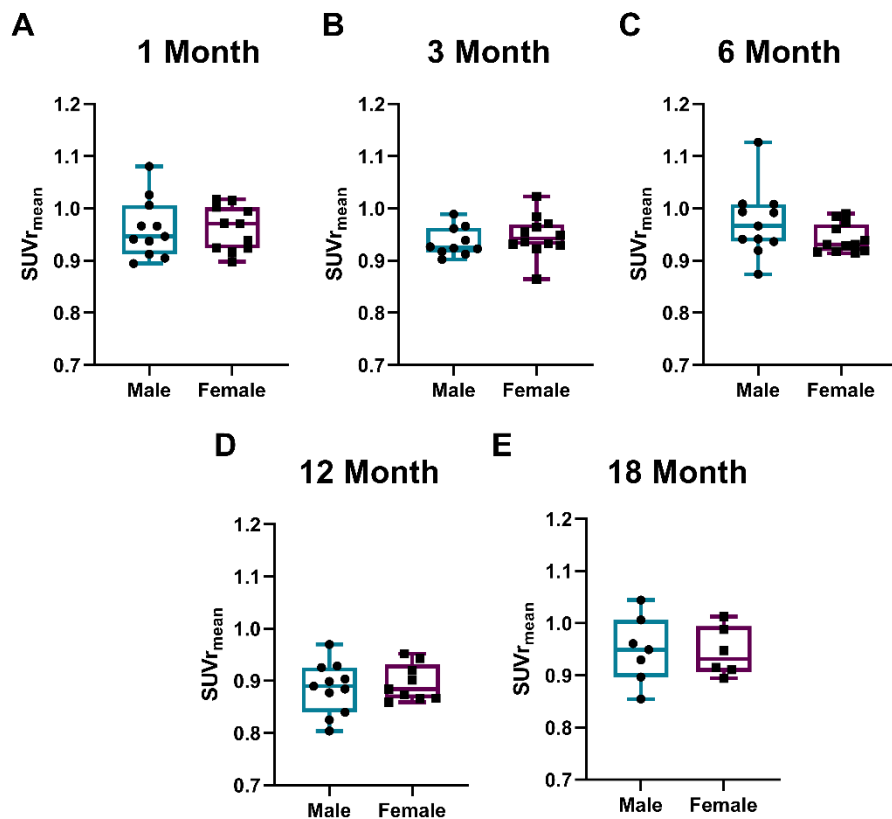 A
1 Month
SUVrmean
1.2
1.1
1.0
0.9
0.8
0.7
Male Female
B
3 Month
SUVrmean
1.2
1.1
1.0
0.9
0.8
0.7
Male Female
C
6 Month
SUVrmean
1.2
1.1
1.0
0.9
0.8
0.7
Male Female
D
12 Month
SUVrmean
1.2
1.1
1.0
0.9
0.8
0.7
Male Female
E
18 Month
SUVrmean
1.2
1.1
1.0
0.9
0.8
0.7
Male Female